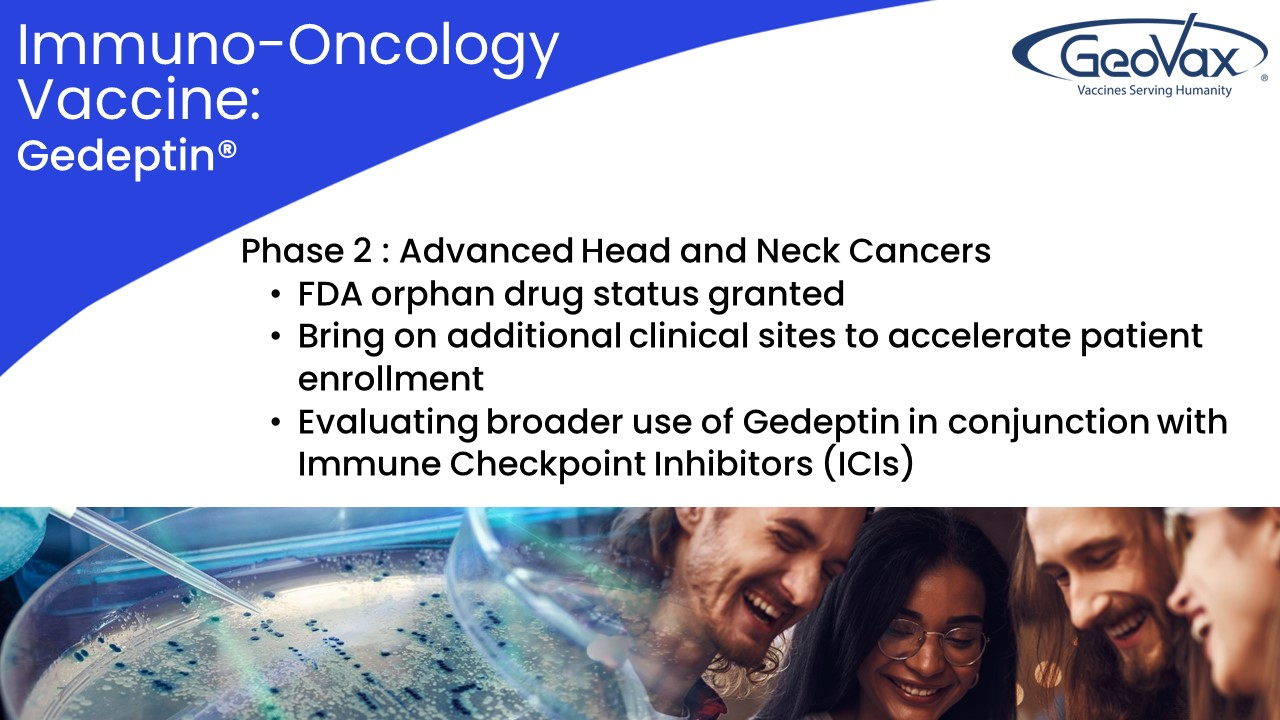 Immuno-Oncology
Vaccine:
Gedeptin®
GeoVax®
Vaccines Serving Humanity
Phase 2 : Advanced Head and Neck Cancers
• FDA orphan drug status granted
• Bring on additional clinical sites to accelerate patient
enrollment
• Evaluating broader use of Gedeptin in conjunction with
Immune Checkpoint Inhibitors (ICIs)